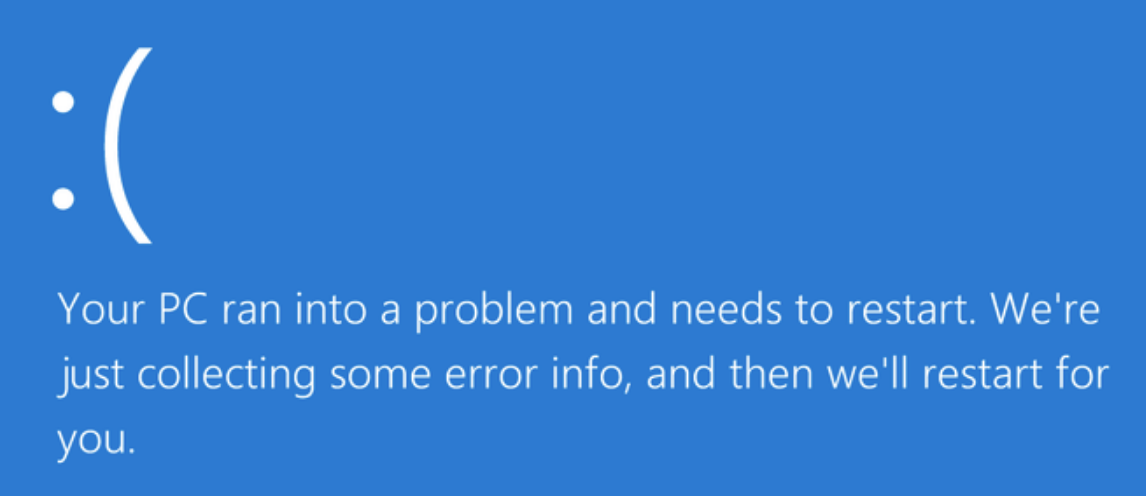 :(
Your PC ran into a problem and needs to restart. We're
just collecting some error info, and then we'll restart for
you.